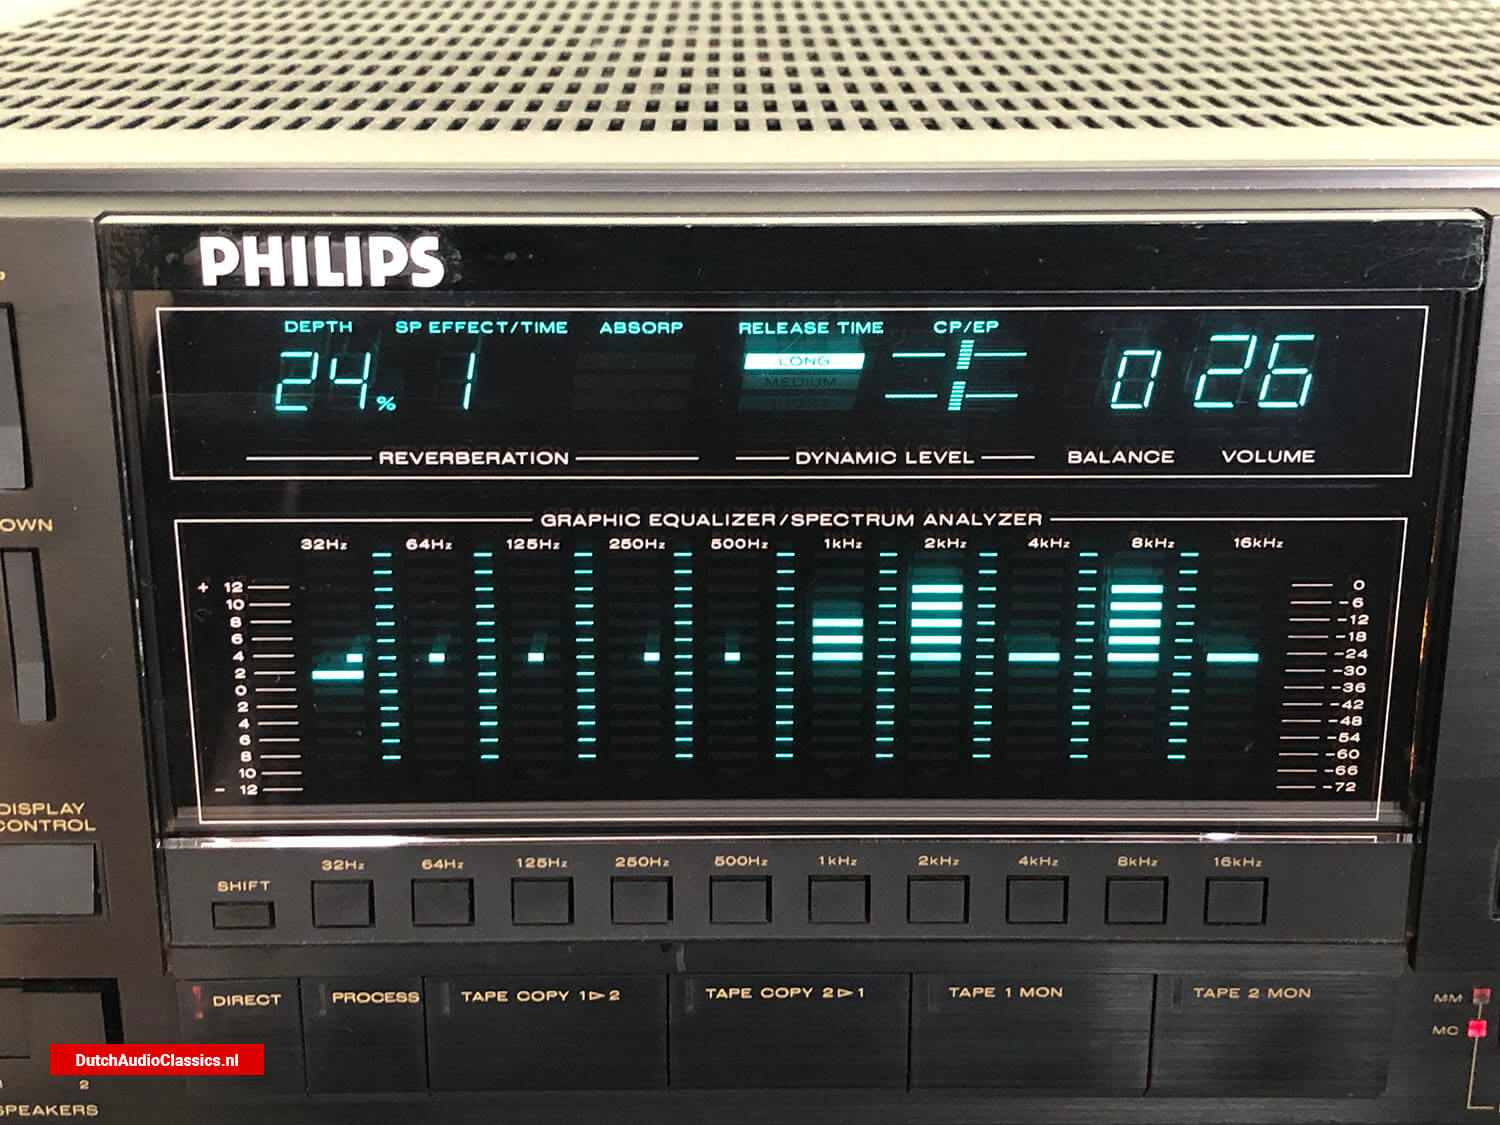 PHILIPS
DEPTH SP EFFECT/TIME ABSORP RELEASE TIME CP/EP
24% 1 LONG 0 26
MEDIUM
SHORT
REVERBERATION DYNAMIC LEVEL BALANCE VOLUME
OWN
GRAPHIC EQUALIZER/SPECTRUM ANALYZER
32Hz 64Hz 125Hz 250Hz 500Hz 1kHz 2kHz 4kHz 8kHz 16kHz
+ 12 0
10 -6
8 -12
6 -18
4 -24
2 -30
0 -36
2 -42
4 -48
6 -54
8 -60
10 -66
- 12 -72
DISPLAY
CONTROL
32Hz 64Hz 125Hz 250Hz 500Hz 1kHz 2kHz 4kHz 8kHz 16kHz
SHIFT
DIRECT PROCESS TAPE COPY 1▷2 TAPE COPY 2▷1 TAPE 1 MON TAPE 2 MON
MM
MC
DutchAudioClassics.nl
2
SPEAKERS